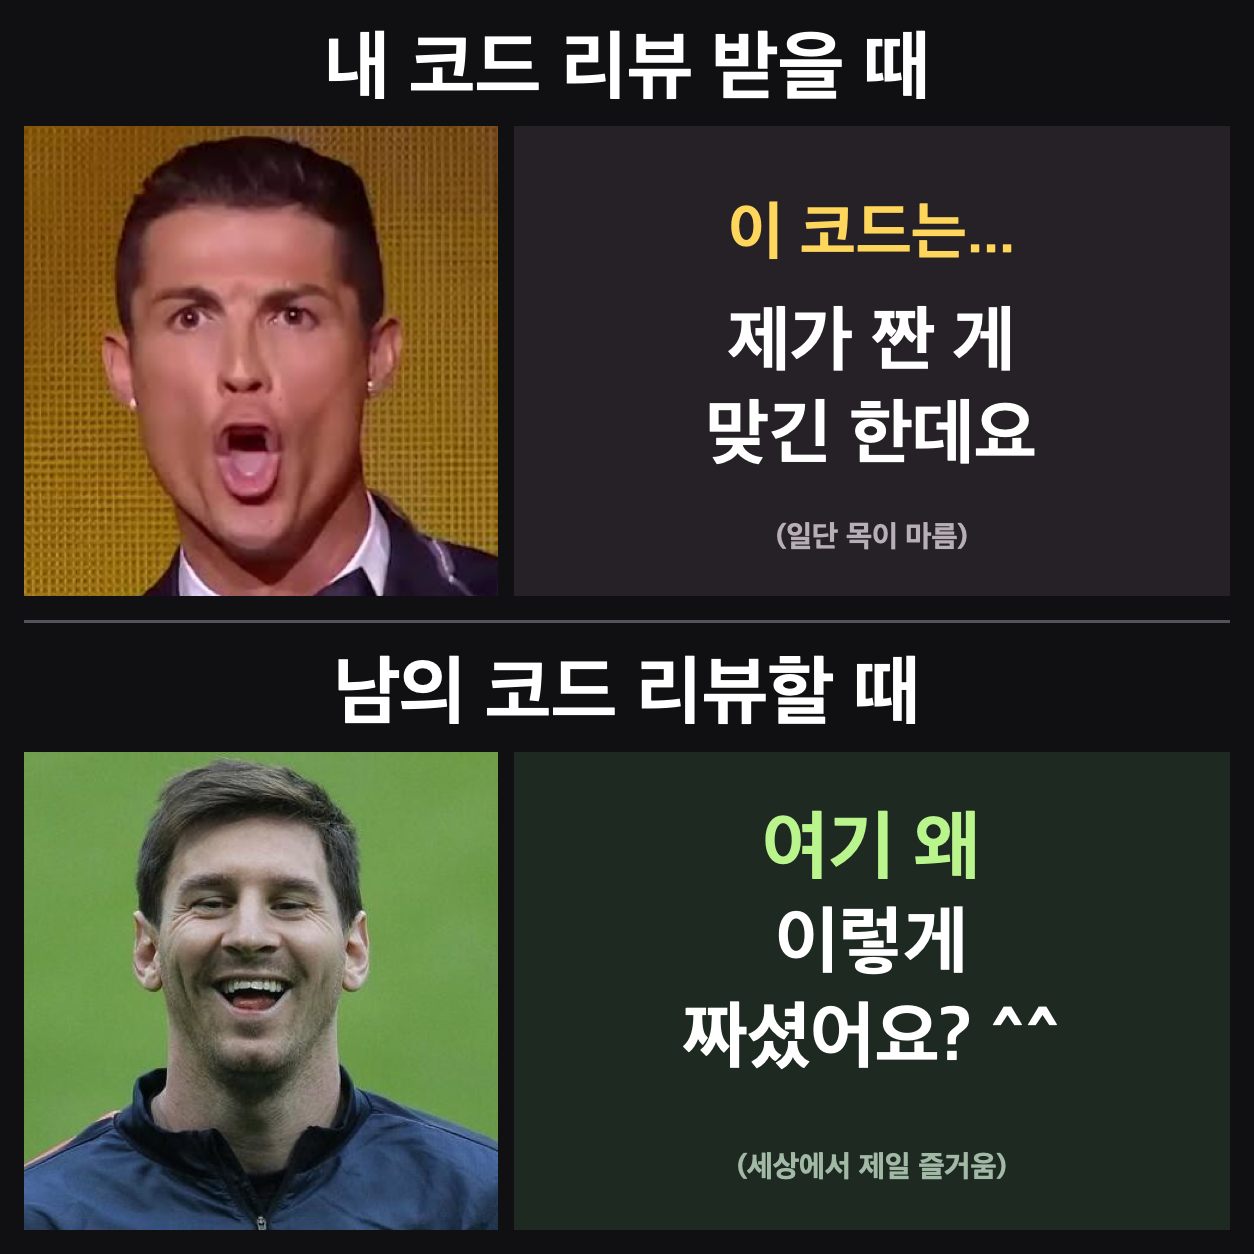 내 코드 리뷰 받을 때
이 코드는...
제가 짠 게
맞긴 한데요
(일단 목이 마름)
남의 코드 리뷰할 때
여기 왜
이렇게
짜셨어요? ^^
(세상에서 제일 즐거움)